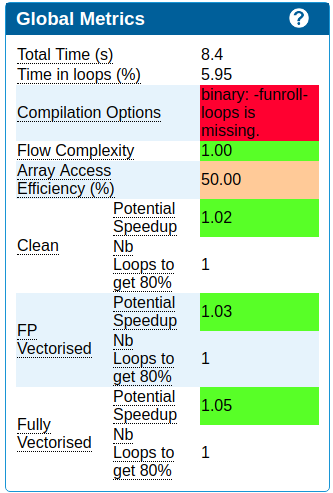 Global Metrics ?
Total Time (s) 8.4
Time in loops (%) 5.95
Compilation Options binary: -funroll-
loops is
missing.
Flow Complexity 1.00
Array Access
Efficiency (%) 50.00
Clean
Potential
Speedup 1.02
Nb
Loops to
get 80% 1
FP
Vectorised
Potential
Speedup 1.03
Nb
Loops to
get 80% 1
Fully
Vectorised
Potential
Speedup 1.05
Nb
Loops to
get 80% 1